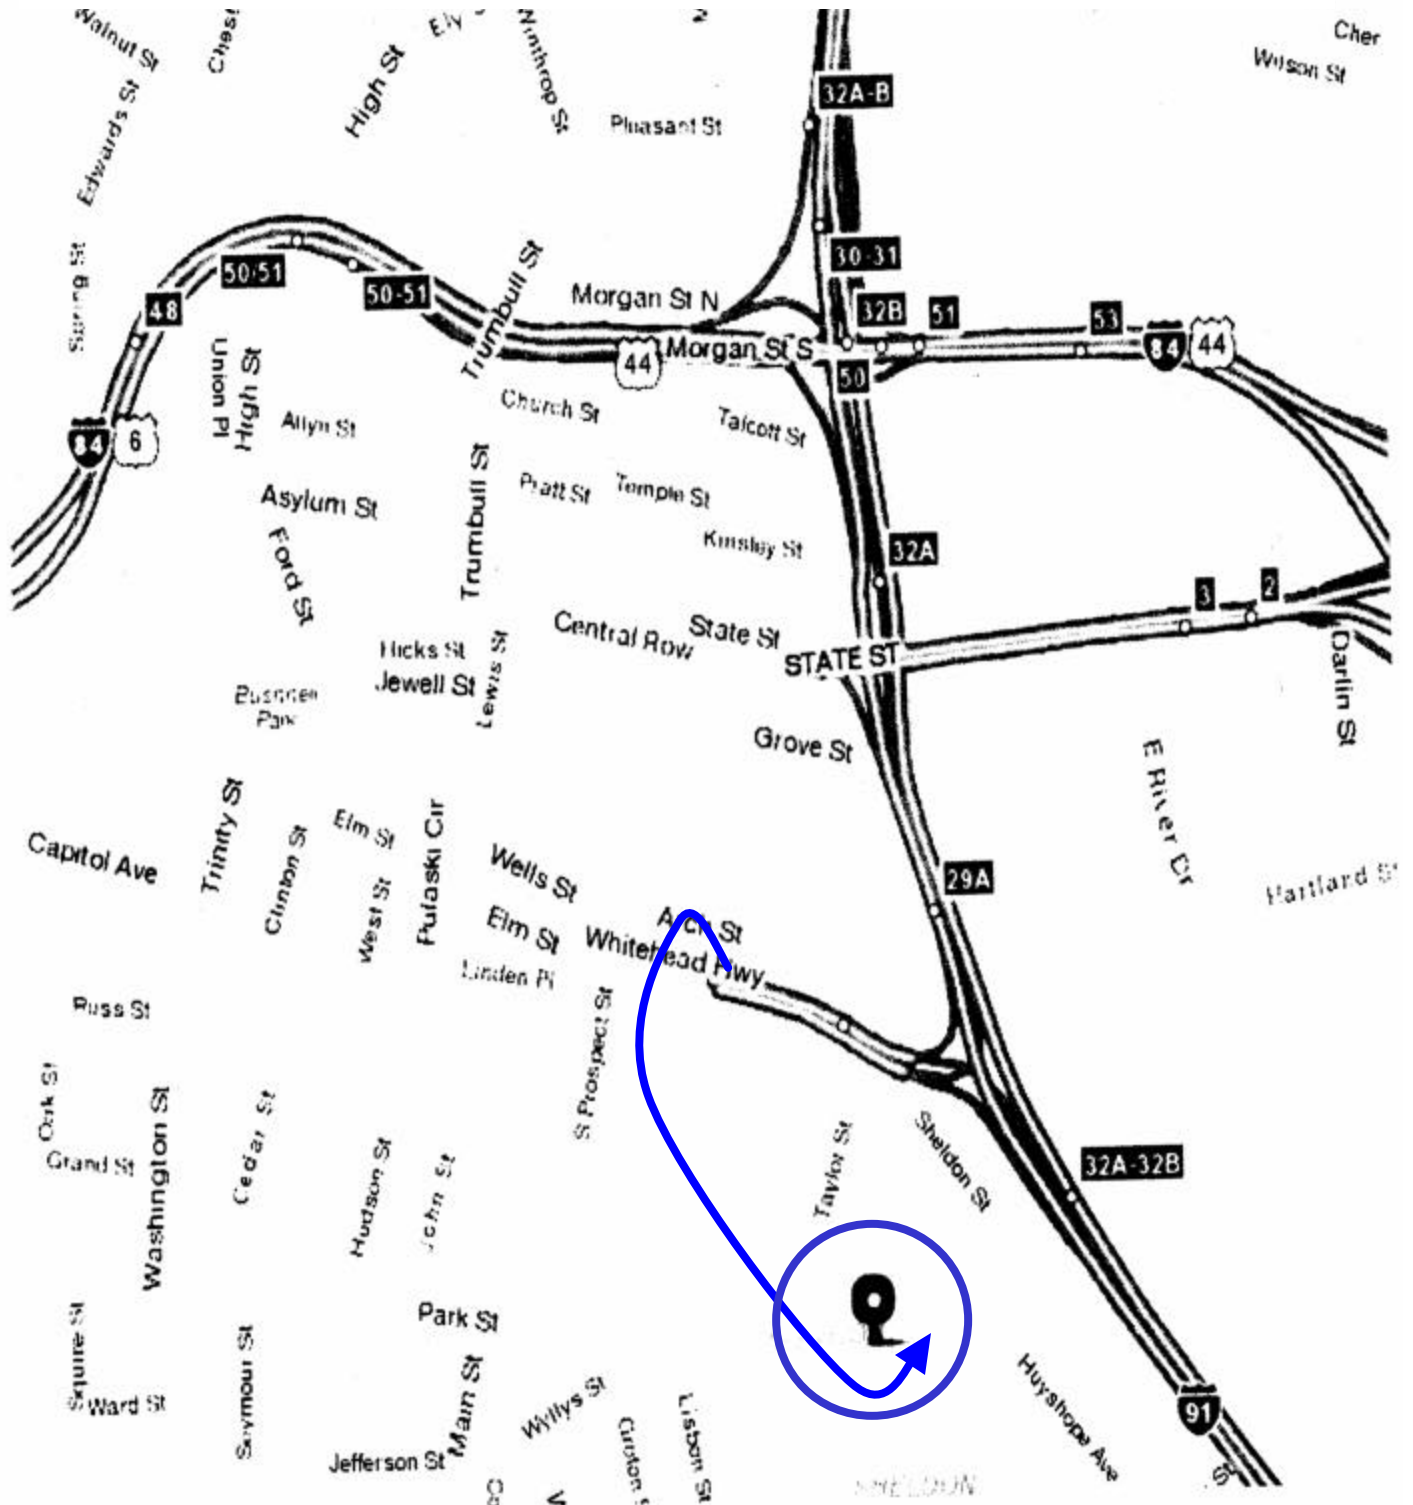 Walnut St
High St
Winthrop St
Cher
Wilson St
32A-B
Pleasant St
Edwards St
Spring St
50-51
50-51
48
Trumbull St
Morgan St N
30-31
32B
51
53
84
44
44
Morgan St S
50
Union Pl
High St
Allyn St
Church St
Talcott St
84
6
Asylum St
Trumbull St
Pratt St
Temple St
Kinsley St
32A
Ford St
3
2
Hicks St
Jewell St
Lewis St
Central Row
State St
STATE ST
Darlin St
Park
Grove St
E River Dr
Capitol Ave
Trinity St
Clinton St
Elm St
West St
Pulaski Cir
Wells St
29A
Hartland St
Elm St
Arch St
Whitehead Hwy
Linden Pl
Russ St
S Prospect St
Oak St
Grand St
Washington St
Cedar St
Hudson St
John St
Taylor St
Sheldon St
32A-32B
Park St
Squire St
Ward St
Seymour St
Main St
Wyllys St
Lisbon St
Huyshope Ave
91
Jefferson St
SHELDON